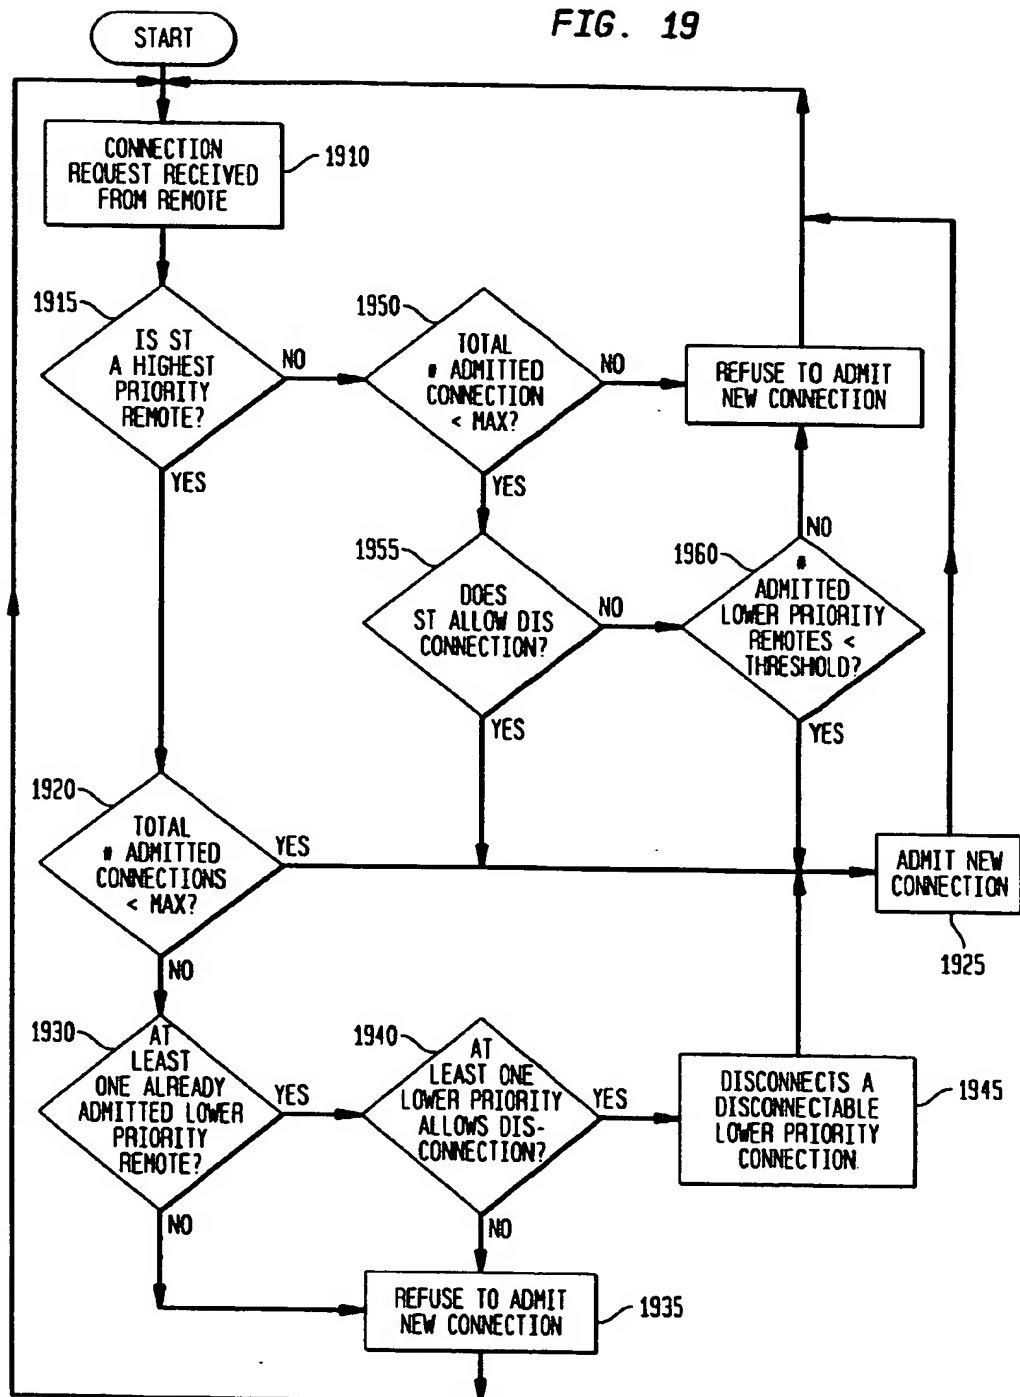 FIG. 19
START
CONNECTION
REQUEST RECEIVED
FROM REMOTE
1910
1915
IS ST
A HIGHEST
PRIORITY
REMOTE?
NO
YES
1950
TOTAL
# ADMITTED
CONNECTION
< MAX?
NO
YES
REFUSE TO ADMIT
NEW CONNECTION
1955
DOES
ST ALLOW DIS
CONNECTION?
NO
YES
1960
NO
#
ADMITTED
LOWER PRIORITY
REMOTES <
THRESHOLD?
YES
1920
TOTAL
# ADMITTED
CONNECTIONS
< MAX?
YES
NO
ADMIT NEW
CONNECTION
1925
1930
AT
LEAST
ONE ALREADY
ADMITTED LOWER
PRIORITY
REMOTE?
YES
NO
1940
AT
LEAST ONE
LOWER PRIORITY
ALLOWS DIS-
CONNECTION?
YES
NO
DISCONNECTS A
DISCONNECTABLE
LOWER PRIORITY
CONNECTION
1945
REFUSE TO ADMIT
NEW CONNECTION
1935